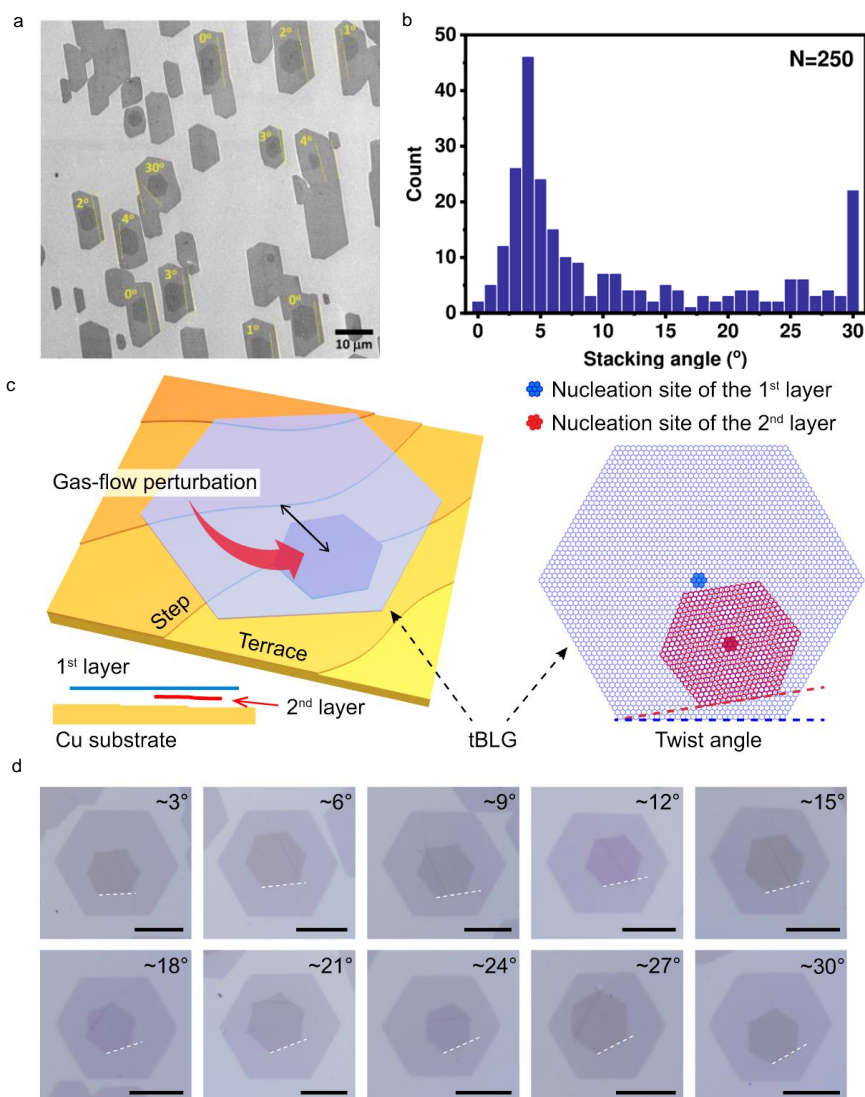 a
0°
2°
1°
3°
4°
30°
2°
4°
0°
3°
1°
0°
10 µm
b
N=250
50
40
30
20
10
0
Count
0 5 10 15 20 25 30
Stacking angle (°)
c
Nucleation site of the 1st layer
Nucleation site of the 2nd layer
Gas-flow perturbation
Step
Terrace
1st layer
2nd layer
Cu substrate
tBLG
Twist angle
d
~3° ~6° ~9° ~12° ~15°
~18° ~21° ~24° ~27° ~30°